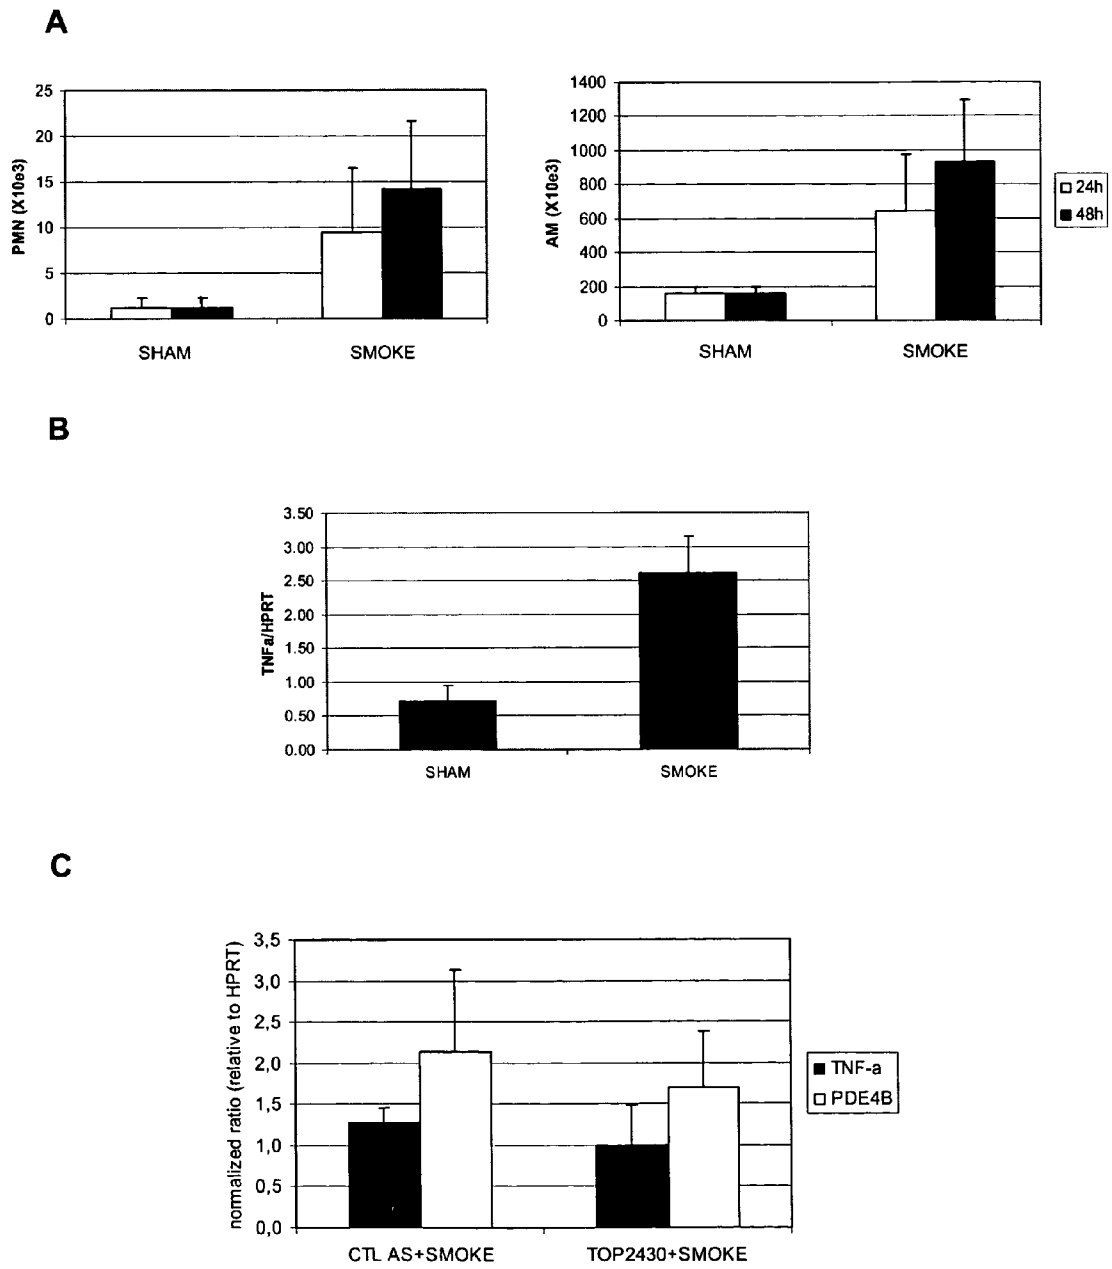 A
PMN (X10e3)
25
20
15
10
5
0
SHAM
SMOKE
AM (X10e3)
1400
1200
1000
800
600
400
200
0
SHAM
SMOKE
24h
48h
B
TNFa/HPRT
3.50
3.00
2.50
2.00
1.50
1.00
0.50
0.00
SHAM
SMOKE
C
normalized ratio (relative to HPRT)
3,5
3,0
2,5
2,0
1,5
1,0
0,5
0,0
CTL AS+SMOKE
TOP2430+SMOKE
TNF-a
PDE4B